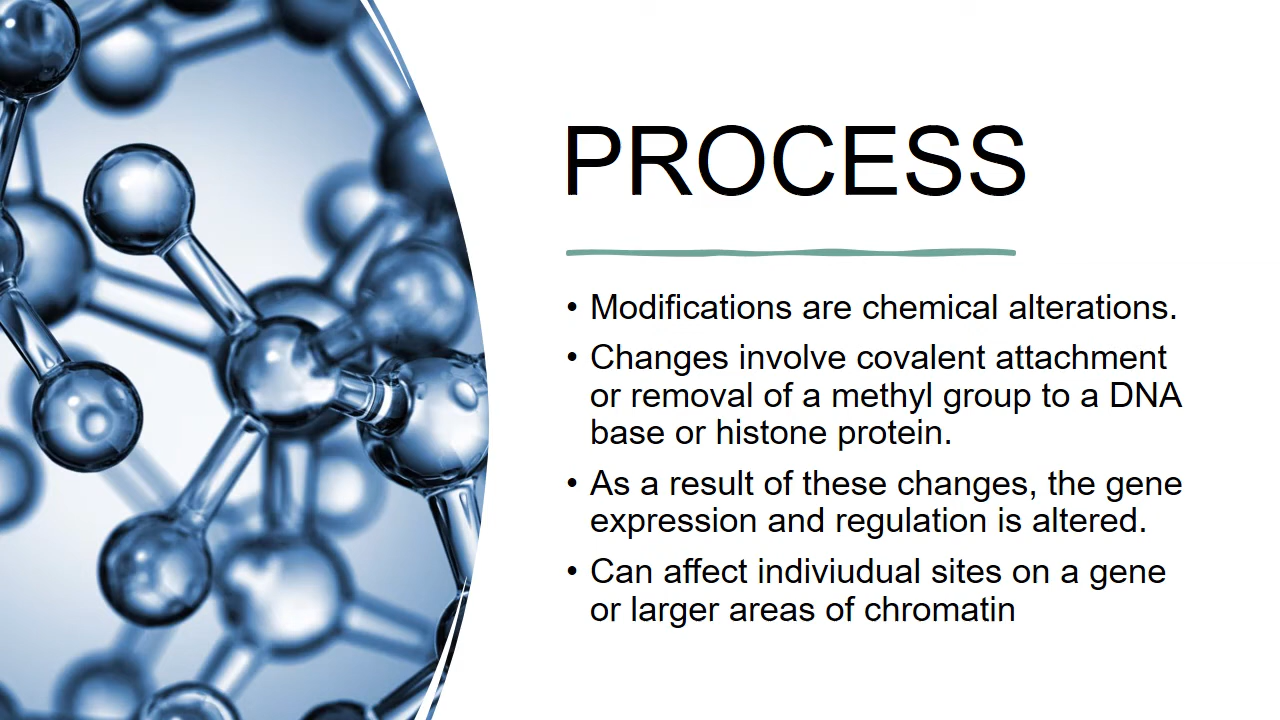 PROCESS
• Modifications are chemical alterations.
• Changes involve covalent attachment
or removal of a methyl group to a DNA
base or histone protein.
• As a result of these changes, the gene
expression and regulation is altered.
• Can affect indiviudual sites on a gene
or larger areas of chromatin